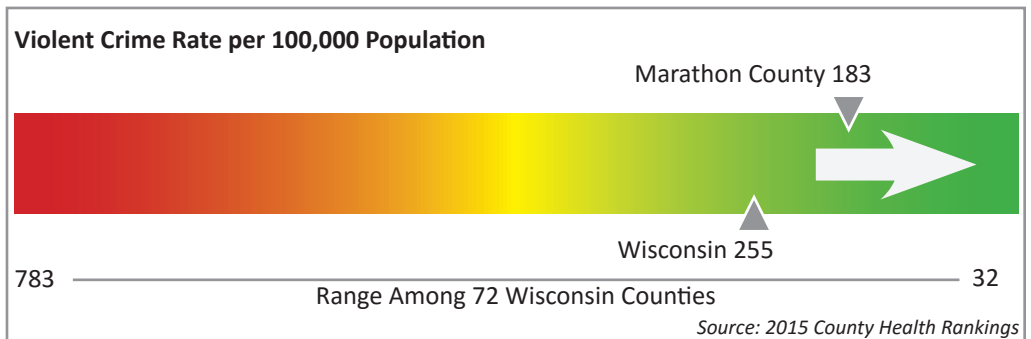 Violent Crime Rate per 100,000 Population
Marathon County 183
Wisconsin 255
783
32
Range Among 72 Wisconsin Counties
Source: 2015 County Health Rankings